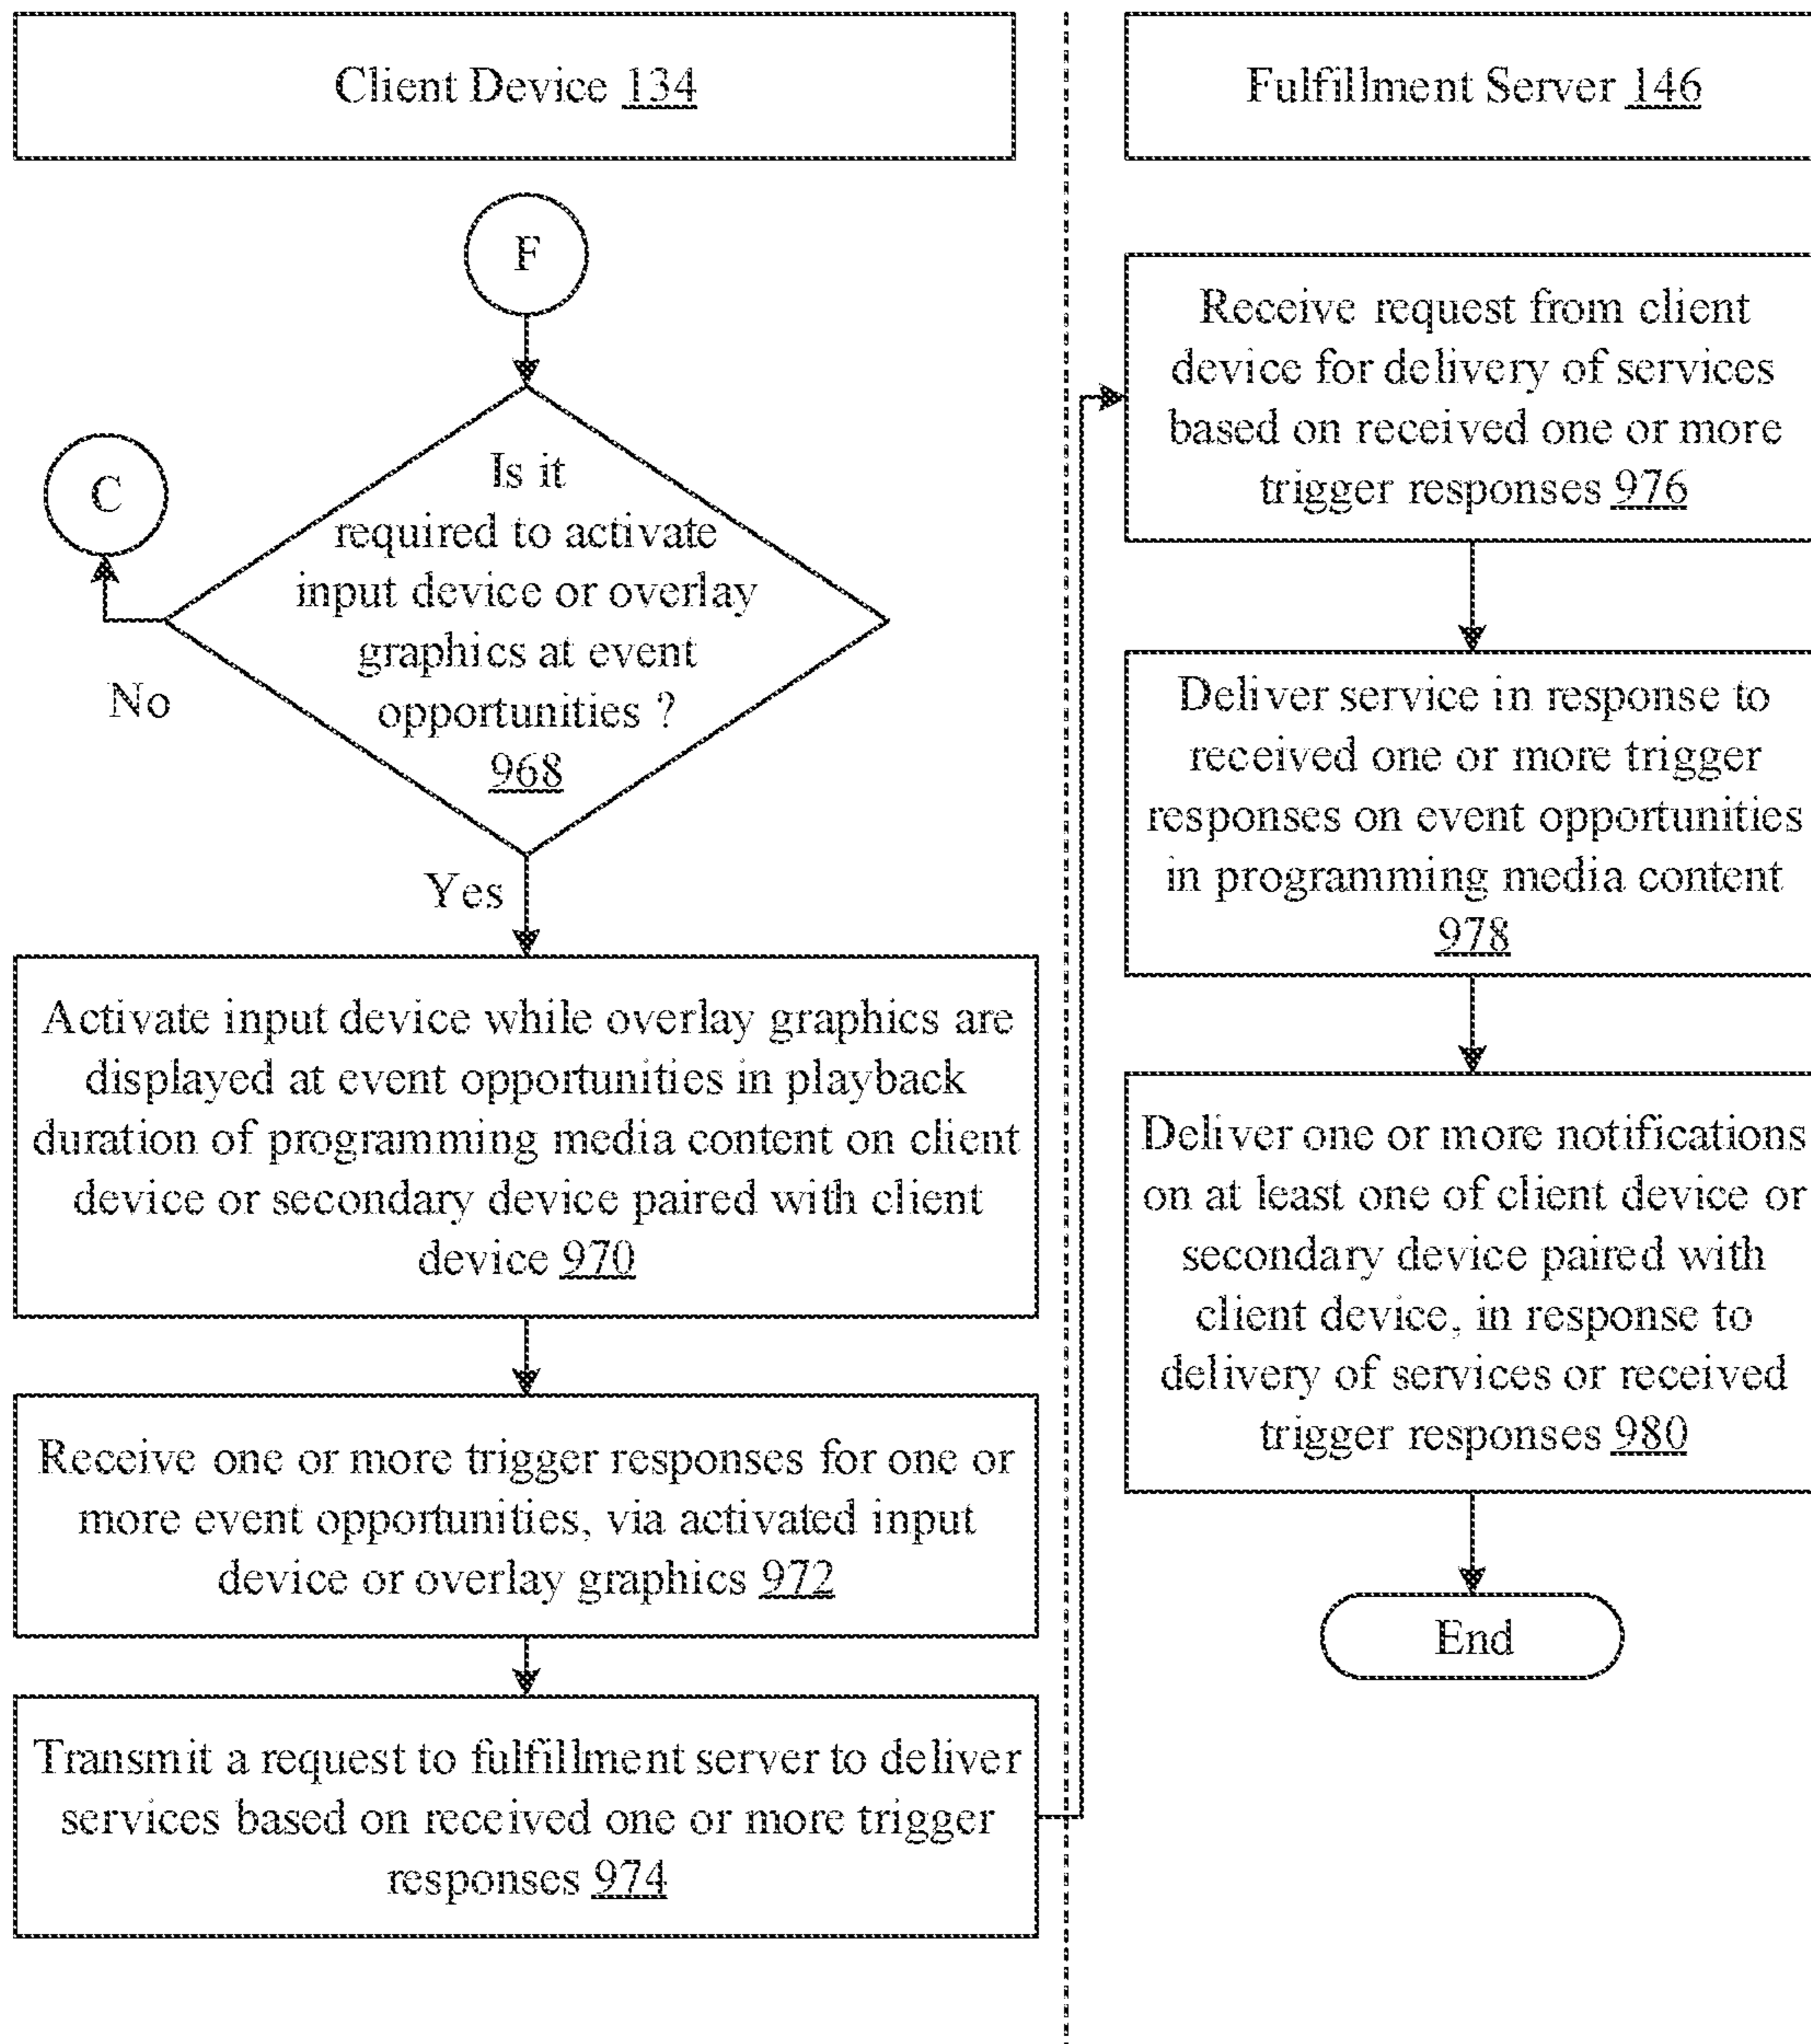 Client Device 134
F
C
Is it
required to activate
input device or overlay
graphics at event
opportunities ?
968
No
Yes
Activate input device while overlay graphics are
displayed at event opportunities in playback
duration of programming media content on client
device or secondary device paired with client
device 970
Receive one or more trigger responses for one or
more event opportunities, via activated input
device or overlay graphics 972
Transmit a request to fulfillment server to deliver
services based on received one or more trigger
responses 974
Fulfillment Server 146
Receive request from client
device for delivery of services
based on received one or more
trigger responses 976
Deliver service in response to
received one or more trigger
responses on event opportunities
in programming media content
978
Deliver one or more notifications
on at least one of client device or
secondary device paired with
client device, in response to
delivery of services or received
trigger responses 980
End